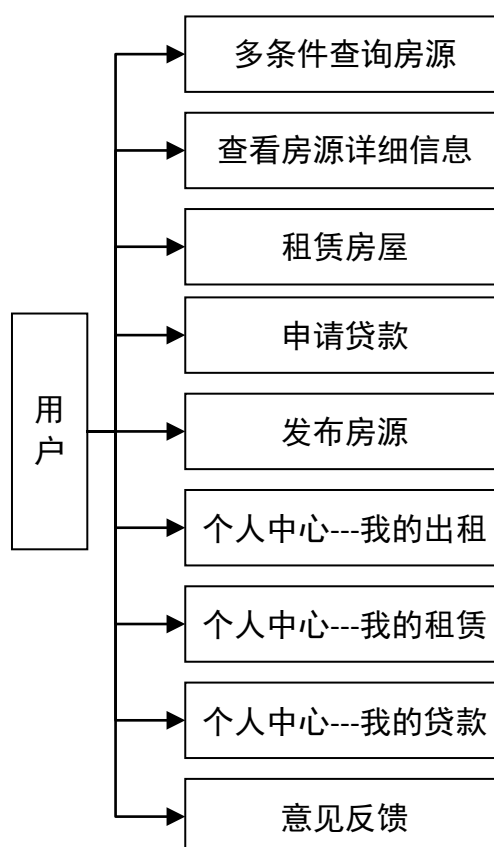 多条件查询房源
查看房源详细信息
租赁房屋
申请贷款
用户
发布房源
个人中心---我的出租
个人中心---我的租赁
个人中心---我的贷款
意见反馈